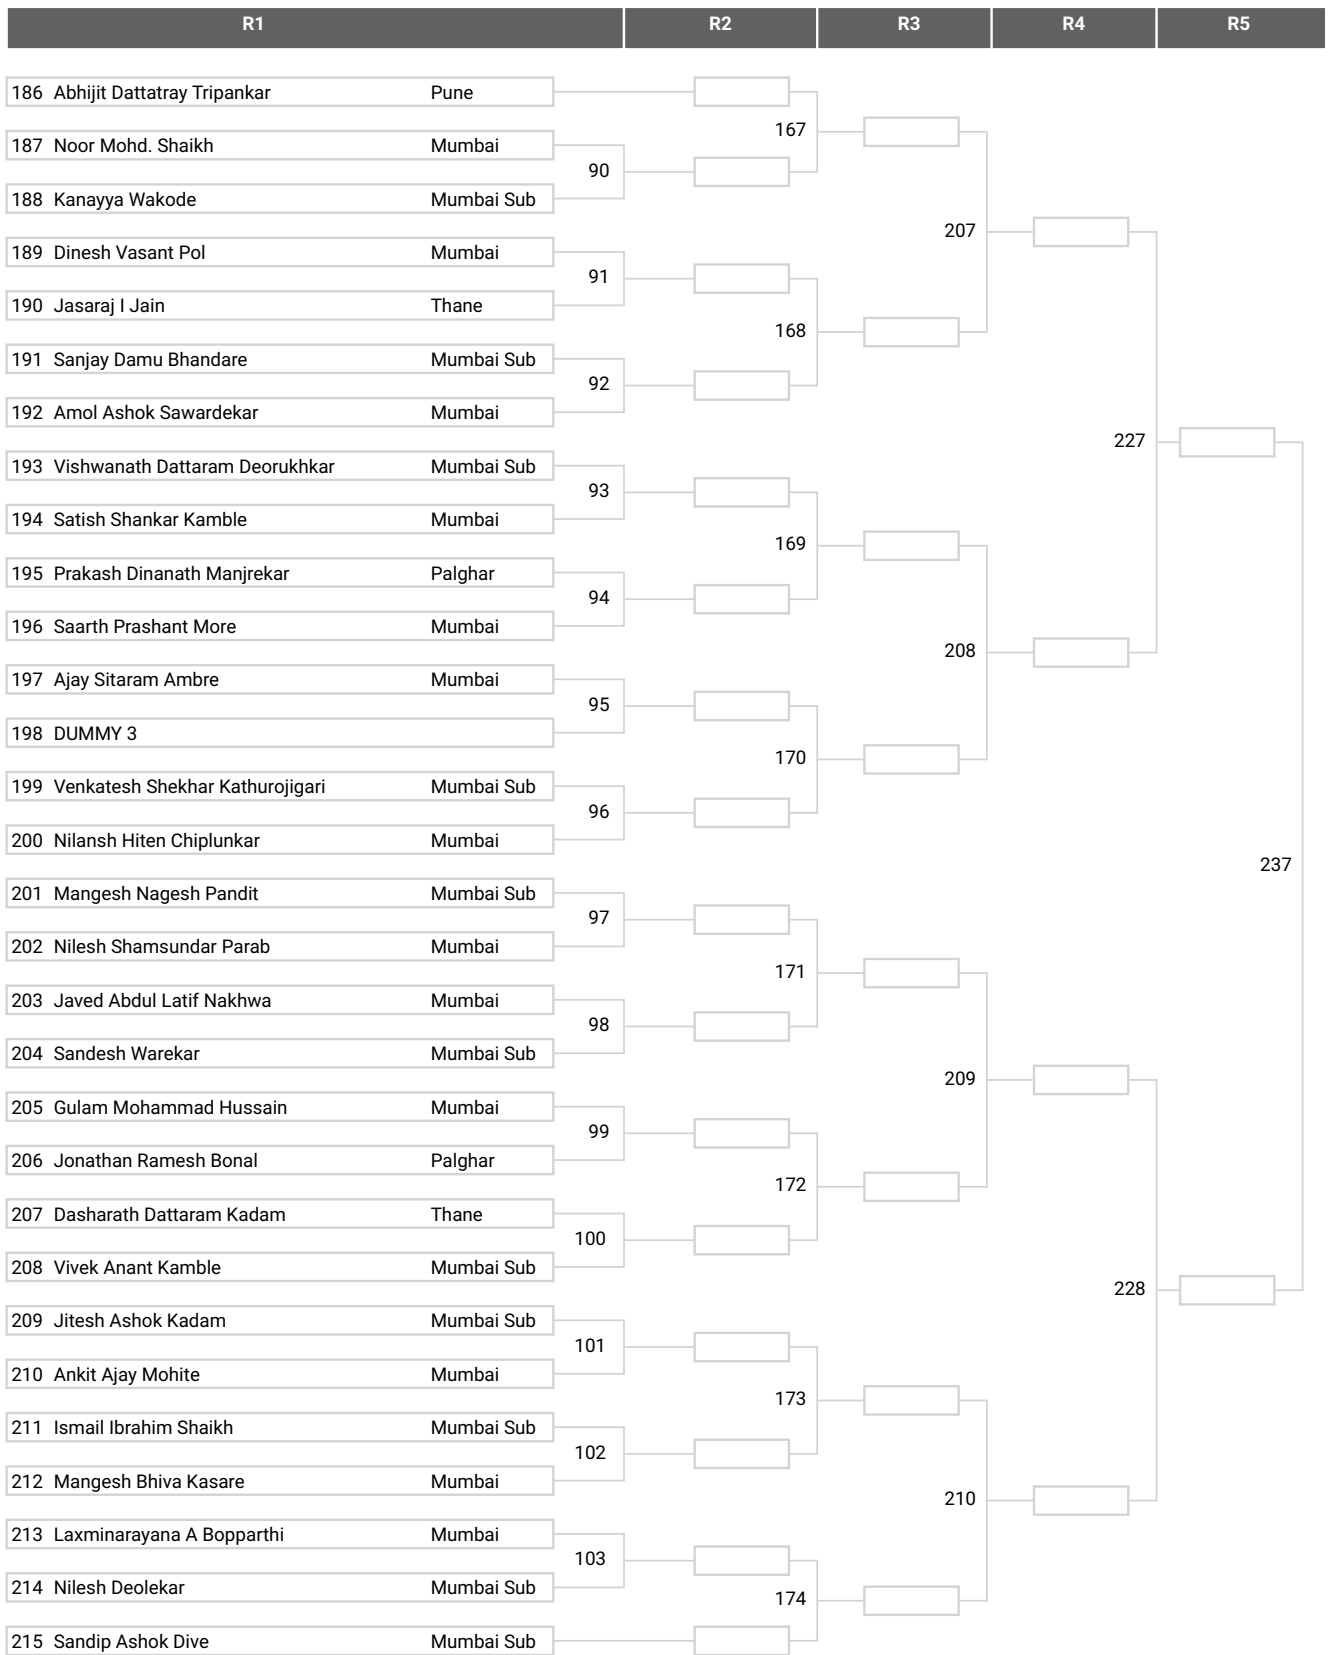 R1 R2 R3 R4 R5
186 Abhijit Dattatray Tripankar Pune
167
187 Noor Mohd. Shaikh Mumbai
90
188 Kanayya Wakode Mumbai Sub
207
189 Dinesh Vasant Pol Mumbai
91
190 Jasaraj I Jain Thane
168
191 Sanjay Damu Bhandare Mumbai Sub
92
192 Amol Ashok Sawardekar Mumbai
227
193 Vishwanath Dattaram Deorukhkar Mumbai Sub
93
194 Satish Shankar Kamble Mumbai
169
195 Prakash Dinanath Manjrekar Palghar
94
196 Saarth Prashant More Mumbai
208
197 Ajay Sitaram Ambre Mumbai
95
198 DUMMY 3
170
199 Venkatesh Shekhar Kathurojigari Mumbai Sub
96
200 Nilansh Hiten Chiplunkar Mumbai
237
201 Mangesh Nagesh Pandit Mumbai Sub
97
202 Nilesh Shamsundar Parab Mumbai
171
203 Javed Abdul Latif Nakhwa Mumbai
98
204 Sandesh Warekar Mumbai Sub
209
205 Gulam Mohammad Hussain Mumbai
99
206 Jonathan Ramesh Bonal Palghar
172
207 Dasharath Dattaram Kadam Thane
100
208 Vivek Anant Kamble Mumbai Sub
228
209 Jitesh Ashok Kadam Mumbai Sub
101
210 Ankit Ajay Mohite Mumbai
173
211 Ismail Ibrahim Shaikh Mumbai Sub
102
212 Mangesh Bhiva Kasare Mumbai
210
213 Laxminarayana A Bopparthi Mumbai
103
214 Nilesh Deolekar Mumbai Sub
174
215 Sandip Ashok Dive Mumbai Sub